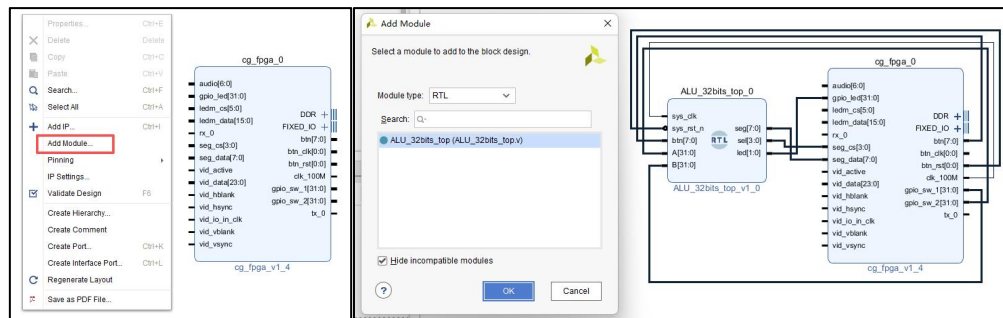 Properties... Ctrl+E
Delete Delete
Copy Ctrl+C
Paste Ctrl+V
Search... Ctrl+F
Select All Ctrl+A
Add IP... Ctrl+I
Add Module...
Pinning
IP Settings...
Validate Design F6
Create Hierarchy...
Create Comment
Create Port... Ctrl+K
Create Interface Port... Ctrl+L
Regenerate Layout
Save as PDF File...
cg_fpga_0
audio[6:0]
gpio_led[31:0]
ledm_cs[5:0]
ledm_data[15:0]
rx_0
seg_cs[3:0]
seg_data[7:0]
vid_active
vid_data[23:0]
vid_hblank
vid_hsync
vid_io_in_clk
vid_vblank
vid_vsync
DDR
FIXED_IO
btn[7:0]
btn_clk[0:0]
btn_rst[0:0]
clk_100M
gpio_sw_1[31:0]
gpio_sw_2[31:0]
tx_0
cg_fpga_v1_4
Add Module
Select a module to add to the block design.
Module type: RTL
Search: Q-
ALU_32bits_top (ALU_32bits_top.v)
Hide incompatible modules
?
OK Cancel
ALU_32bits_top_0
sys_clk
sys_rst_n
btn[7:0]
A[31:0]
B[31:0]
RTL
seg[7:0]
sel[3:0]
led[1:0]
ALU_32bits_top_v1_0
cg_fpga_0
audio[6:0]
gpio_led[31:0]
ledm_cs[5:0]
ledm_data[15:0]
rx_0
seg_cs[3:0]
seg_data[7:0]
vid_active
vid_data[23:0]
vid_hblank
vid_hsync
vid_io_in_clk
vid_vblank
vid_vsync
DDR
FIXED_IO
btn[7:0]
btn_clk[0:0]
btn_rst[0:0]
clk_100M
gpio_sw_1[31:0]
gpio_sw_2[31:0]
tx_0
cg_fpga_v1_4